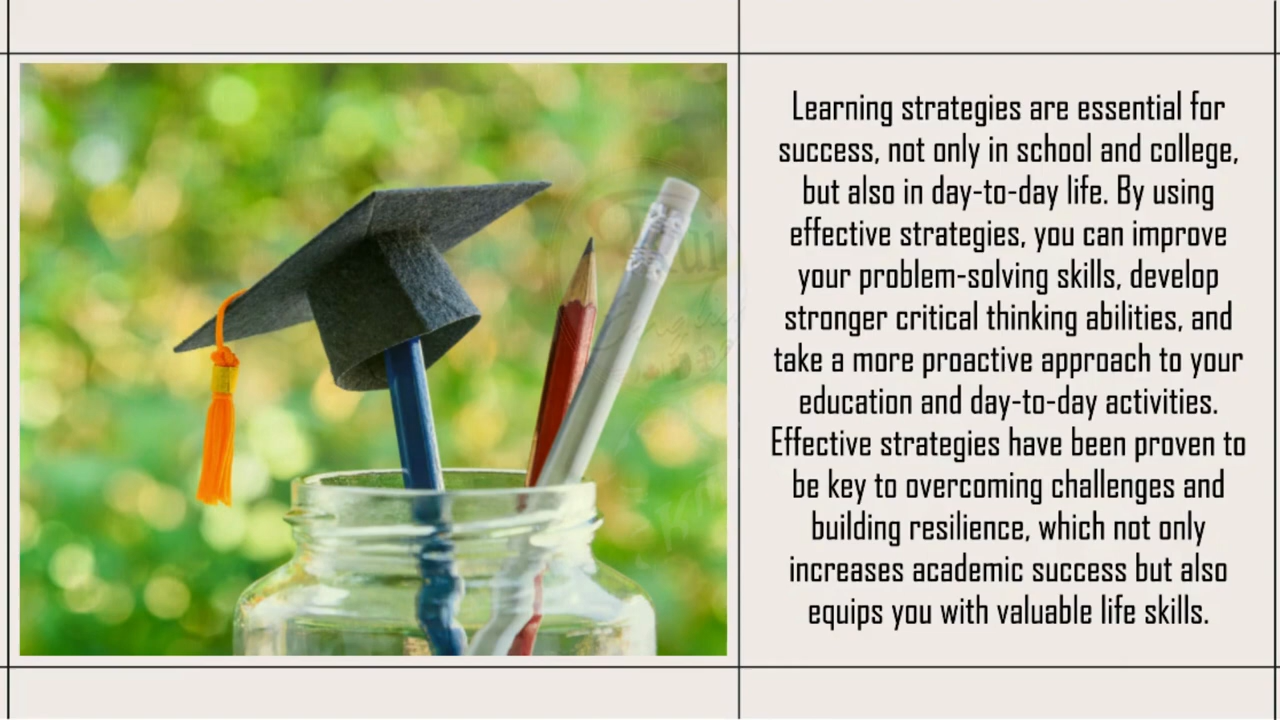 Learning strategies are essential for
success, not only in school and college,
but also in day-to-day life. By using
effective strategies, you can improve
your problem-solving skills, develop
stronger critical thinking abilities, and
take a more proactive approach to your
education and day-to-day activities.
Effective strategies have been proven to
be key to overcoming challenges and
building resilience, which not only
increases academic success but also
equips you with valuable life skills.